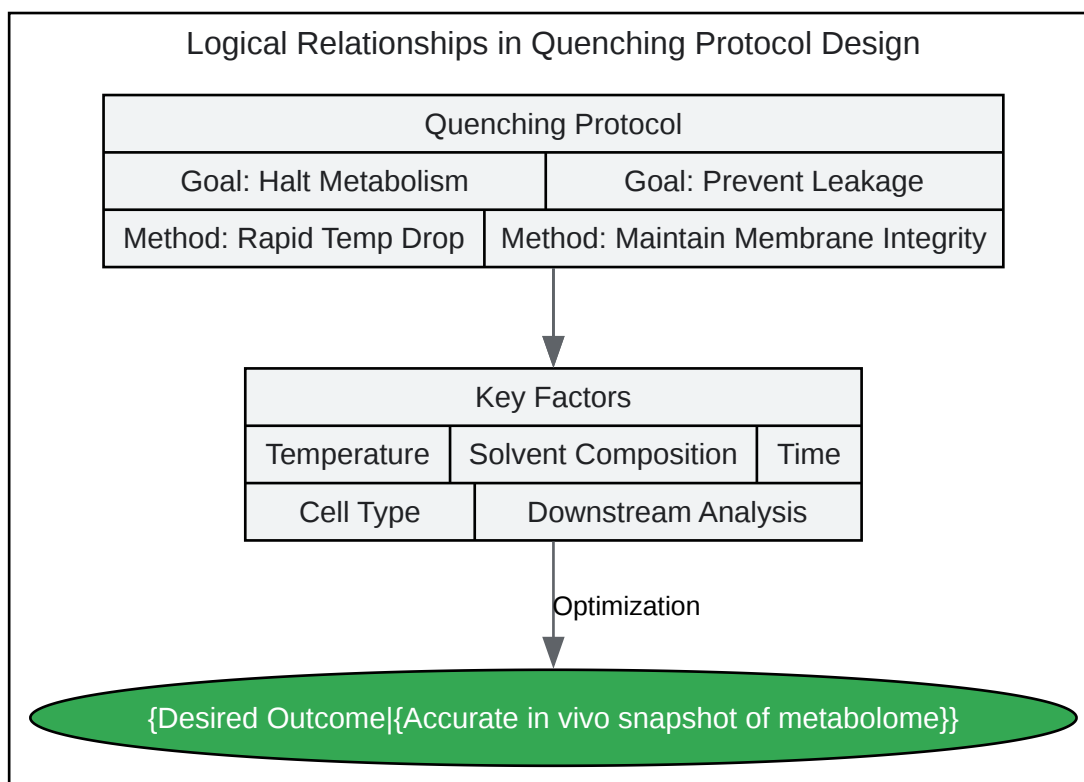 Logical Relationships in Quenching Protocol Design
Quenching Protocol
Goal: Halt Metabolism
Goal: Prevent Leakage
Method: Rapid Temp Drop
Method: Maintain Membrane Integrity
Key Factors
Temperature
Solvent Composition
Time
Cell Type
Downstream Analysis
Optimization
{Desired Outcome|{Accurate in vivo snapshot of metabolome}}